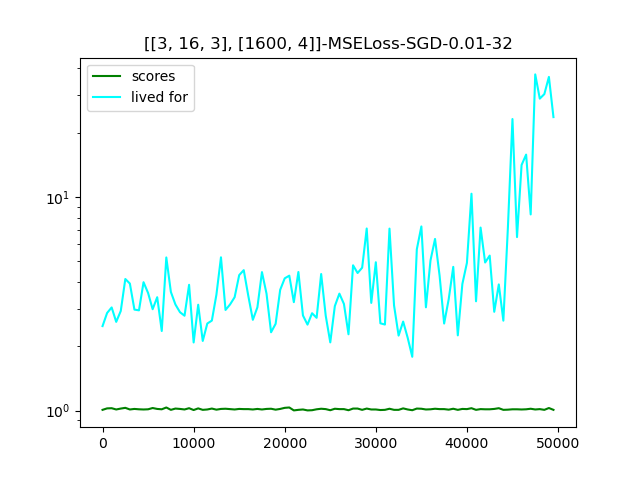 [[3, 16, 3], [1600, 4]]-MSELoss-SGD-0.01-32
scores
lived for
10¹
10⁰
0 10000 20000 30000 40000 50000